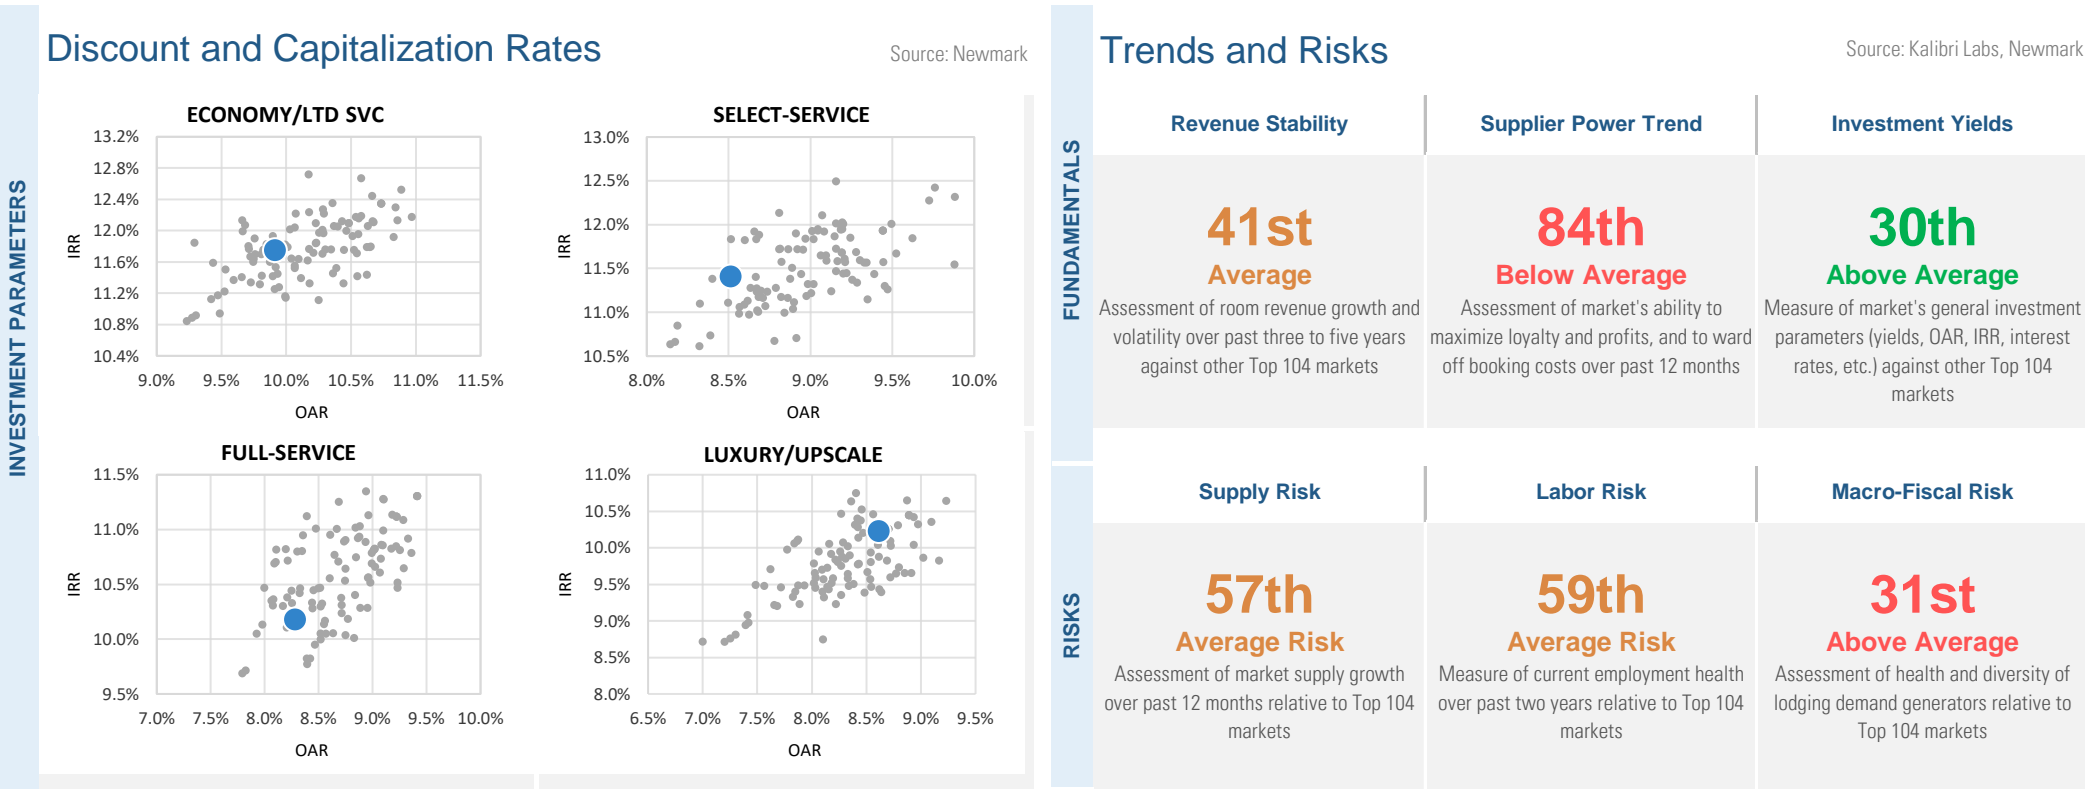 Discount and Capitalization Rates
Source: Newmark
INVESTMENT PARAMETERS
ECONOMY/LTD SVC
13.2%
12.8%
12.4%
12.0%
11.6%
11.2%
10.8%
10.4%
IRR
9.0% 9.5% 10.0% 10.5% 11.0% 11.5%
OAR
SELECT-SERVICE
13.0%
12.5%
12.0%
11.5%
11.0%
10.5%
IRR
8.0% 8.5% 9.0% 9.5% 10.0%
OAR
FULL-SERVICE
11.5%
11.0%
10.5%
10.0%
9.5%
IRR
7.0% 7.5% 8.0% 8.5% 9.0% 9.5% 10.0%
OAR
LUXURY/UPSCALE
11.0%
10.5%
10.0%
9.5%
9.0%
8.5%
8.0%
IRR
6.5% 7.0% 7.5% 8.0% 8.5% 9.0% 9.5%
OAR
Trends and Risks
Source: Kalibri Labs, Newmark
FUNDAMENTALS
Revenue Stability
41st
Average
Assessment of room revenue growth and
volatility over past three to five years
against other Top 104 markets
Supplier Power Trend
84th
Below Average
Assessment of market's ability to
maximize loyalty and profits, and to ward
off booking costs over past 12 months
Investment Yields
30th
Above Average
Measure of market's general investment
parameters (yields, OAR, IRR, interest
rates, etc.) against other Top 104
markets
RISKS
Supply Risk
57th
Average Risk
Assessment of market supply growth
over past 12 months relative to Top 104
markets
Labor Risk
59th
Average Risk
Measure of current employment health
over past two years relative to Top 104
markets
Macro-Fiscal Risk
31st
Above Average
Assessment of health and diversity of
lodging demand generators relative to
Top 104 markets